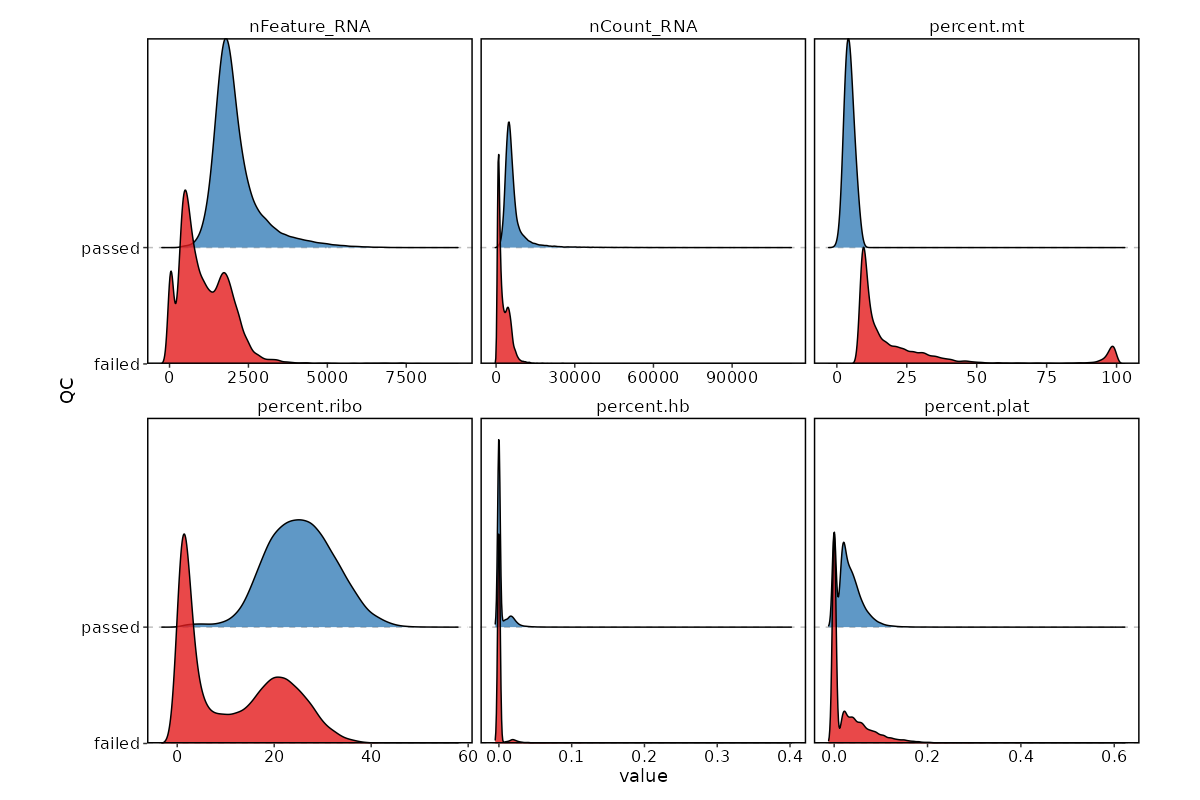 nFeature_RNA nCount_RNA percent.mt
passed
failed
0 2500 5000 7500 0 30000 60000 90000 0 25 50 75 100
QC
percent.ribo percent.hb percent.plat
passed
failed
0 20 40 60 0.0 0.1 0.2 0.3 0.4 0.0 0.2 0.4 0.6
value